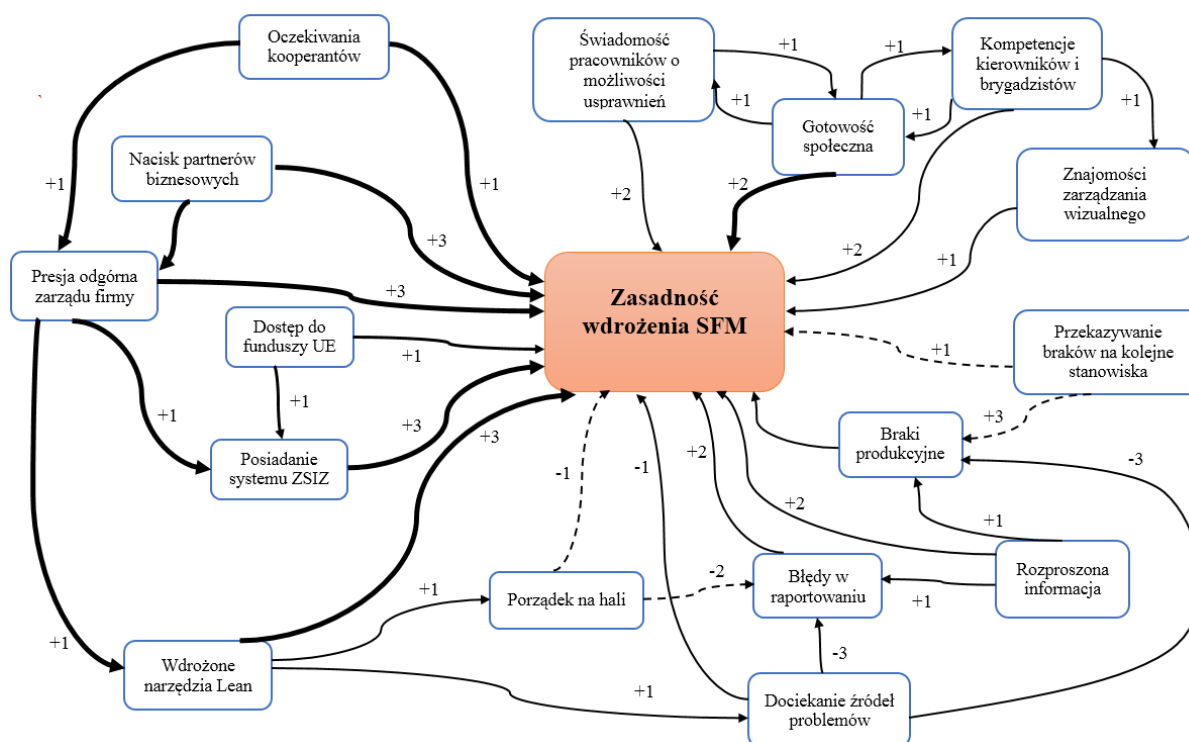 Oczekiwania
kooperantów
Świadomość
pracowników o
możliwości
usprawnień
+1
+1
Kompetencje
kierowników i
brygadzistów
+1
+1
+1
Gotowość
społeczna
Nacisk partnerów
biznesowych
+1
+1
+2
+2
Znajomości
zarządzania
wizualnego
+3
+2
+1
Presja odgórna
zarządu firmy
+3
Zasadność
wdrożenia SFM
Dostęp do
funduszy UE
+1
Przekazywanie
braków na kolejne
stanowiska
+1
+1
+1
+3
+3
+3
Braki
produkcyjne
Posiadanie
systemu ZSIZ
-1
-1
+2
-3
+2
+1
Porządek na hali
-2
Błędy w
raportowaniu
+1
Rozproszona
informacja
+1
+1
Wdrożone
narzędzia Lean
+1
-3
Dociekanie źródeł
problemów